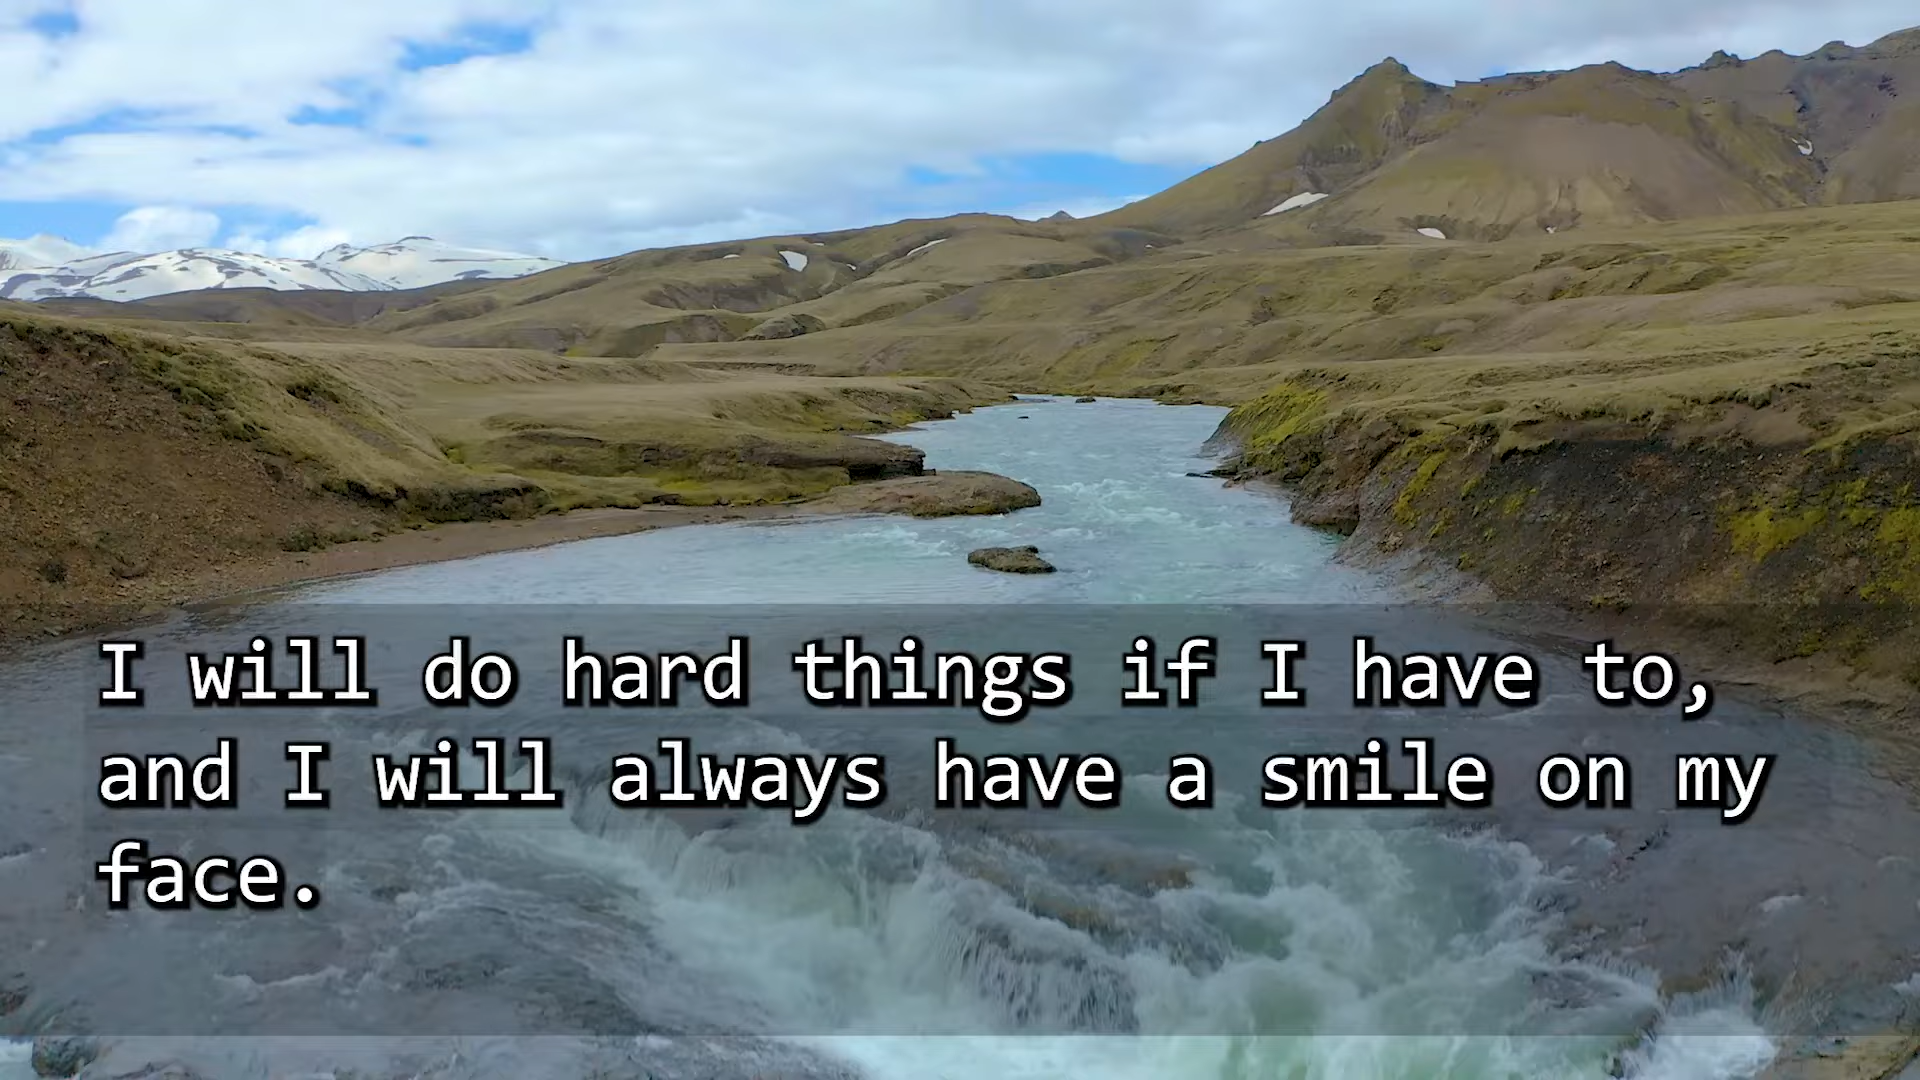 I will do hard things if I have to,
and I will always have a smile on my
face.